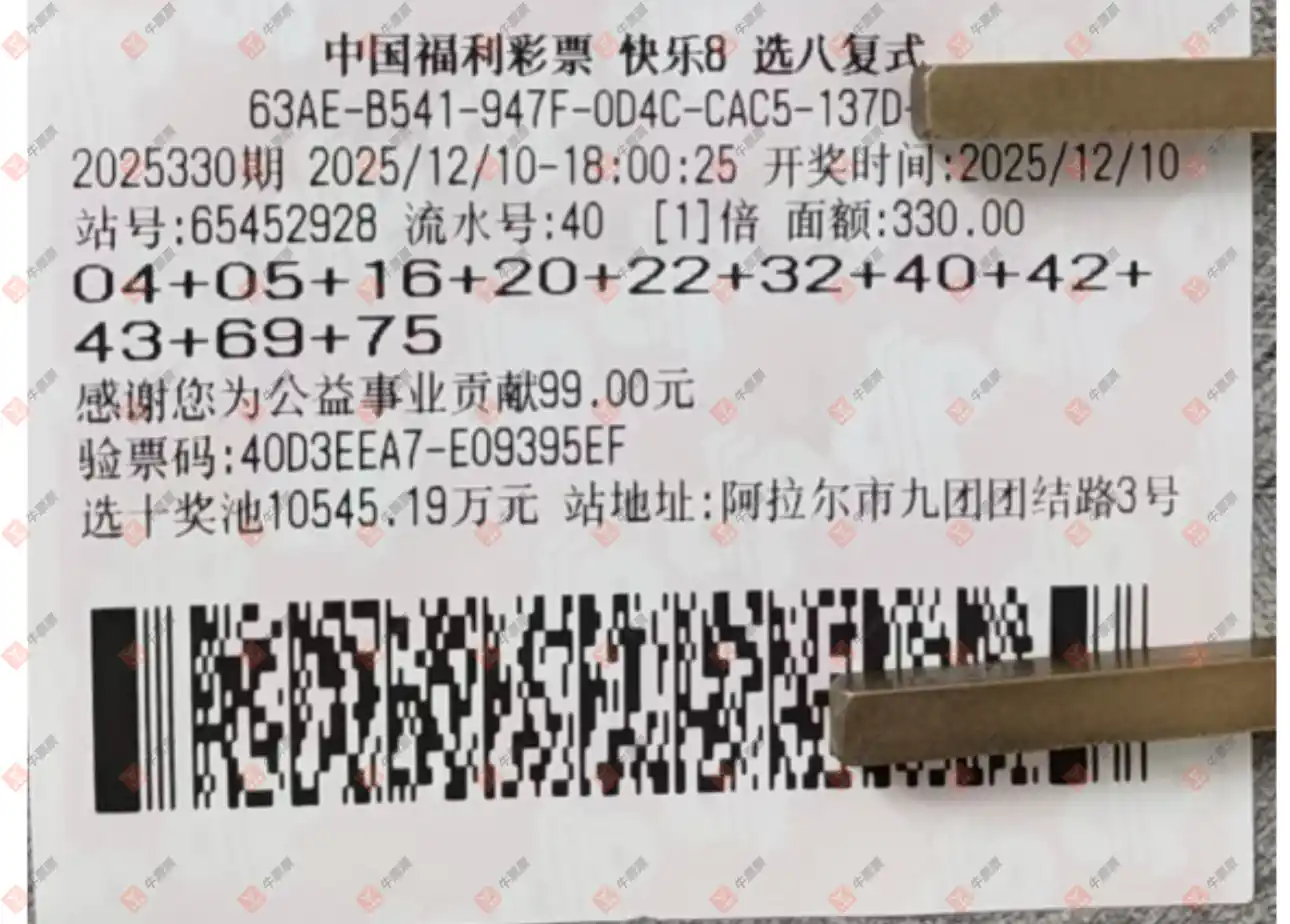 中国福利彩票 快乐8 选八复式
63AE-B541-947F-0D4C-CAC5-137D-
2025330期 2025/12/10-18:00:25 开奖时间:2025/12/10
站号:65452928 流水号:40 [1]倍 面额:330.00
04+05+16+20+22+32+40+42+
43+69+75
感谢您为公益事业贡献99.00元
验票码:40D3EEA7-E09395EF
选十奖池10545.19万元 站地址:阿拉尔市九团团结路3号